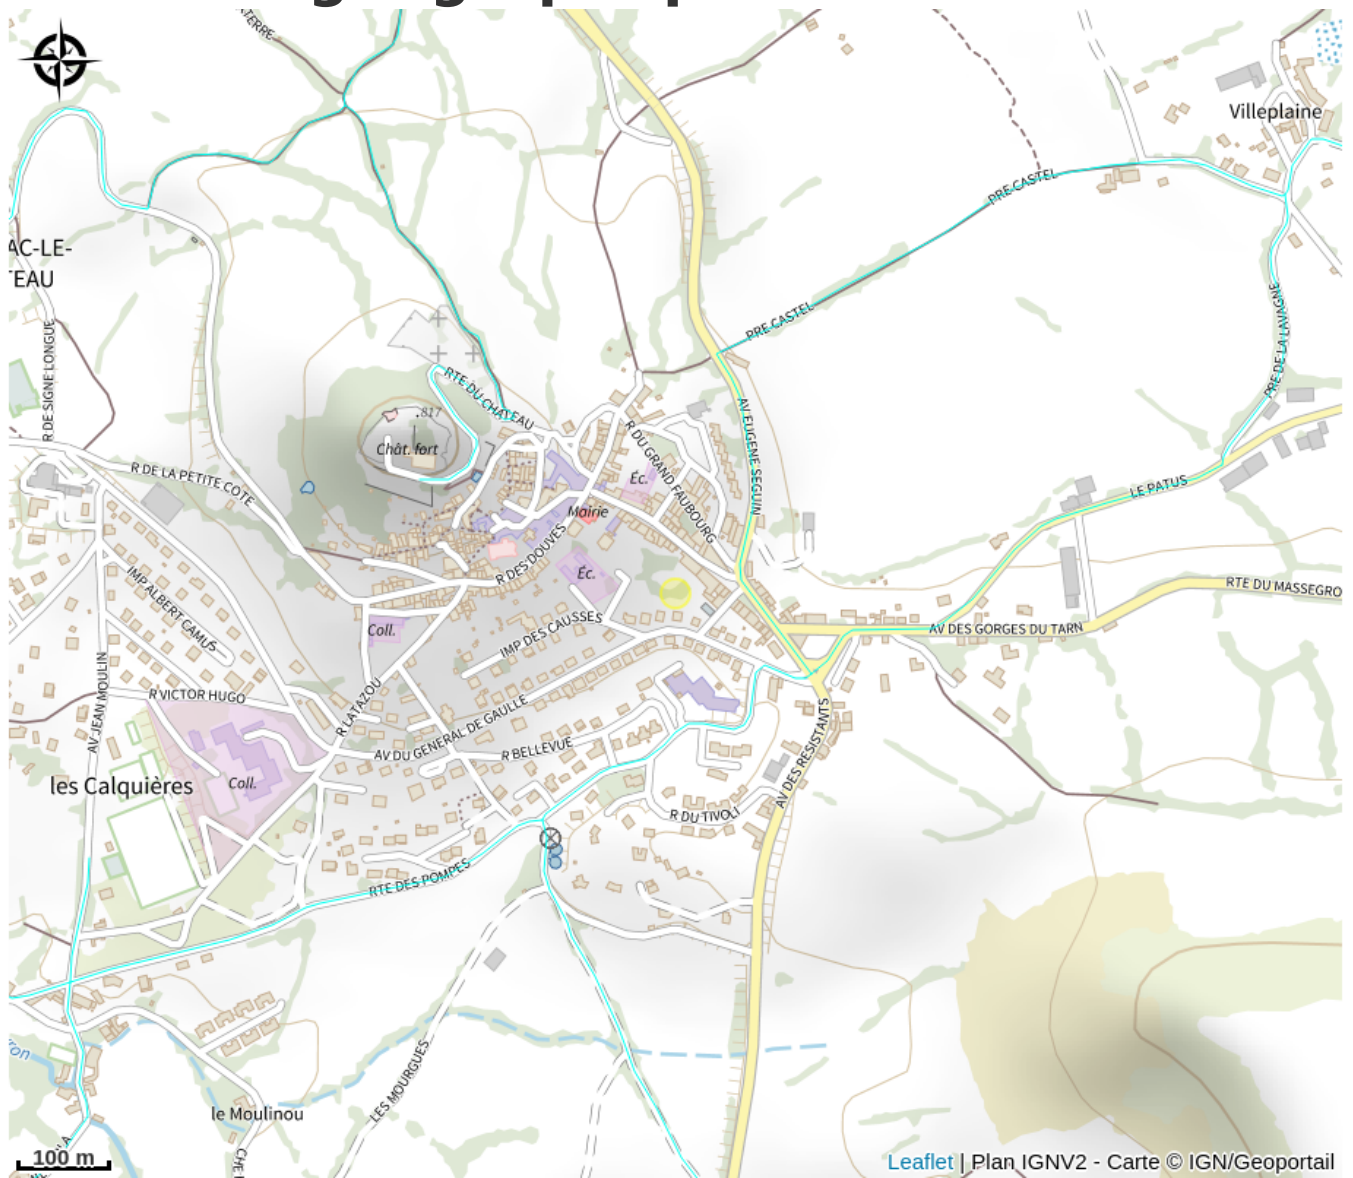 Villeplaine
PRE CASTEL
AC-LE-
TEAU
PRE CASTEL
PRE DE LA LAVAGNE
R DE SIGNE LONGUE
RTE DU CHATEAU
.817
Chât. fort
AV EUGENE SEGUIN
R DU GRAND FAUBOURG
R DE LA PETITE COTE
Éc.
LE PATUS
Mairie
R DES DOUVES
Éc.
IMP ALBERT CAMUS
RTE DU MASSEGRO
Coll.
IMP DES CAUSSES
AV DES GORGES DU TARN
AV JEAN MOULIN
R VICTOR HUGO
R LATAZOU
AV DU GENERAL DE GAULLE
R BELLEVUE
AV DES RESISTANTS
les Calquières
Coll.
R DU TIVOLI
RTE DES POMPES
ron
LES MOURGUES
le Moulinou
CHE
LA
100 m
Leaflet | Plan IGNV2 - Carte © IGN/Geoportail